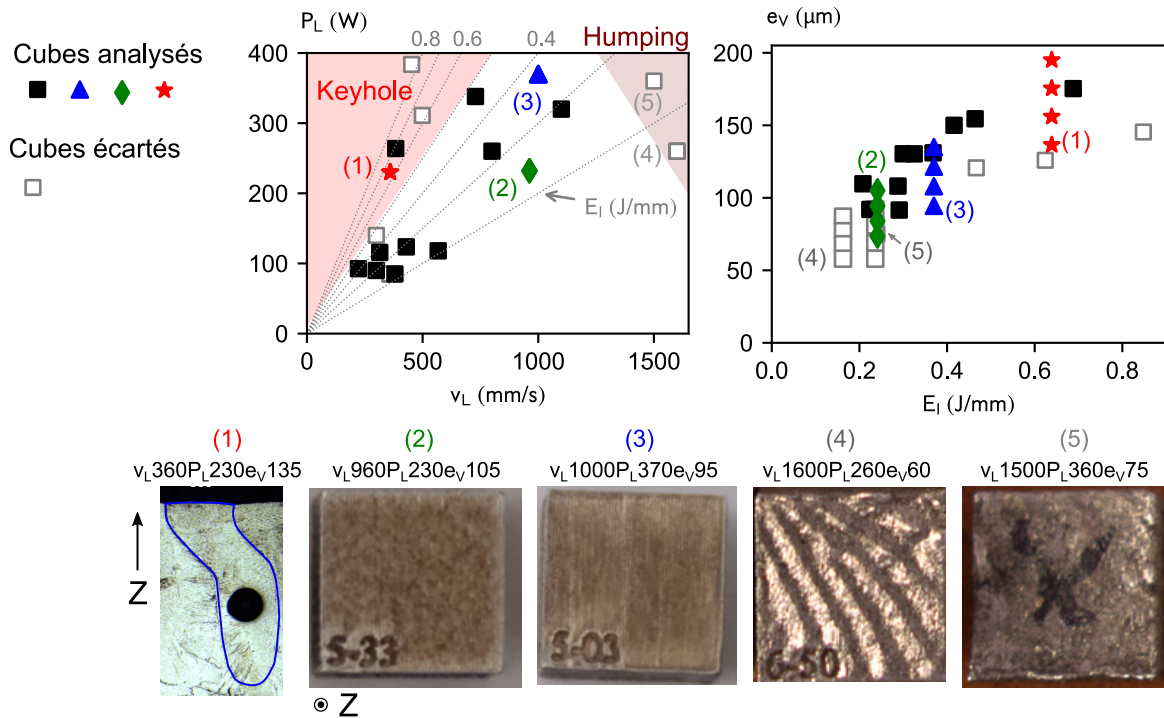 Cubes analysés
Cubes écartés
P_L (W)
0.8 0.6 0.4
Humping
Keyhole
(1)
(2)
(3)
(4)
(5)
E_l (J/mm)
400
300
200
100
0
0 500 1000 1500
v_L (mm/s)
e_V (µm)
200
150
100
50
0
(1)
(2)
(3)
(4)
(5)
0.0 0.2 0.4 0.6 0.8
E_l (J/mm)
(1) (2) (3) (4) (5)
v_L360P_L230e_V135 v_L960P_L230e_V105 v_L1000P_L370e_V95 v_L1600P_L260e_V60 v_L1500P_L360e_V75
Z
S-33 S-03 G-50
Z